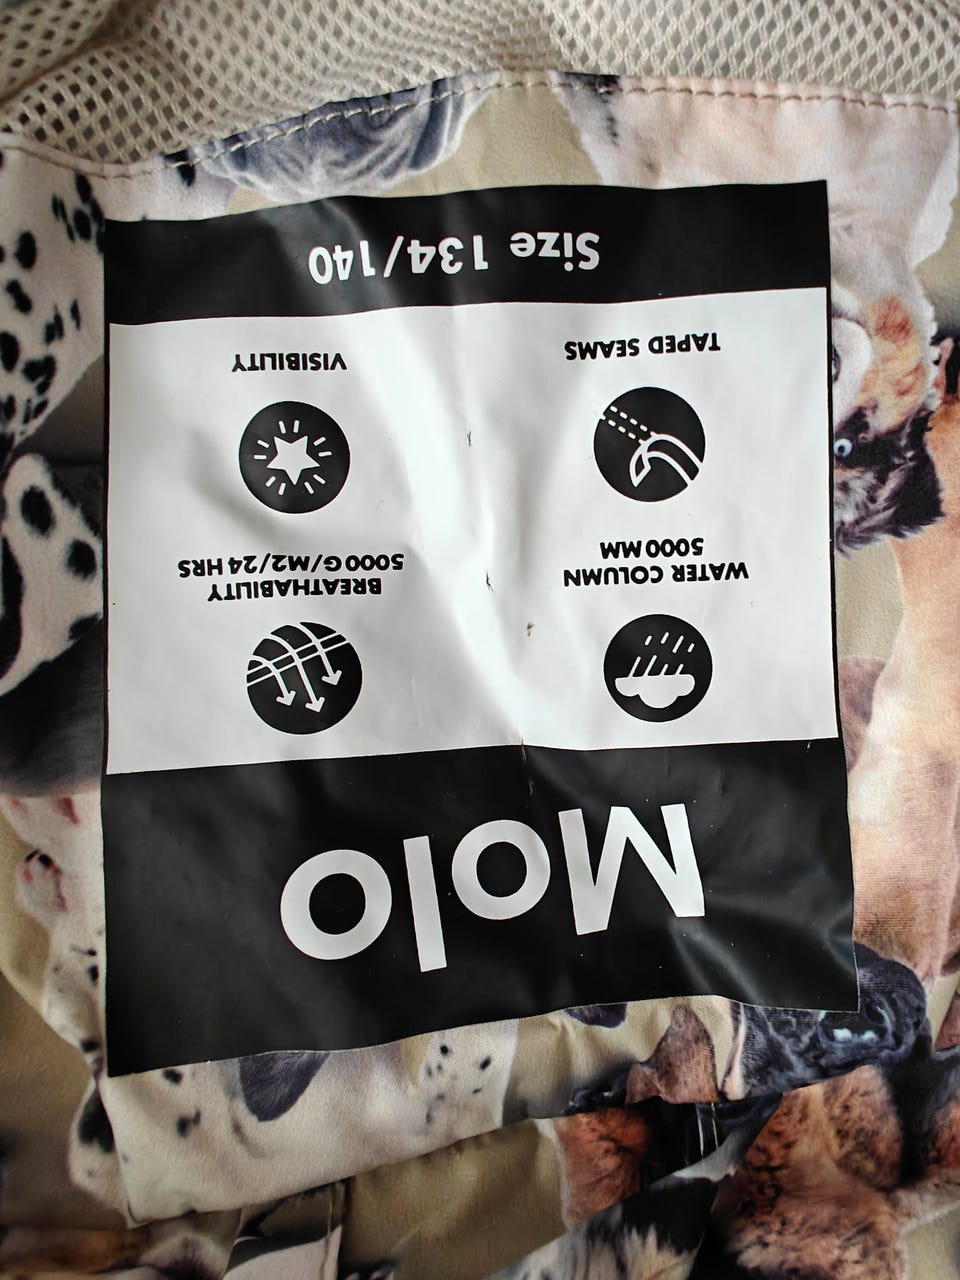 Molo
WATER COLUMN
5000 MM
BREATHABILITY
5000 G/M2/24 HRS
TAPED SEAMS
VISIBILITY
Size 134/140